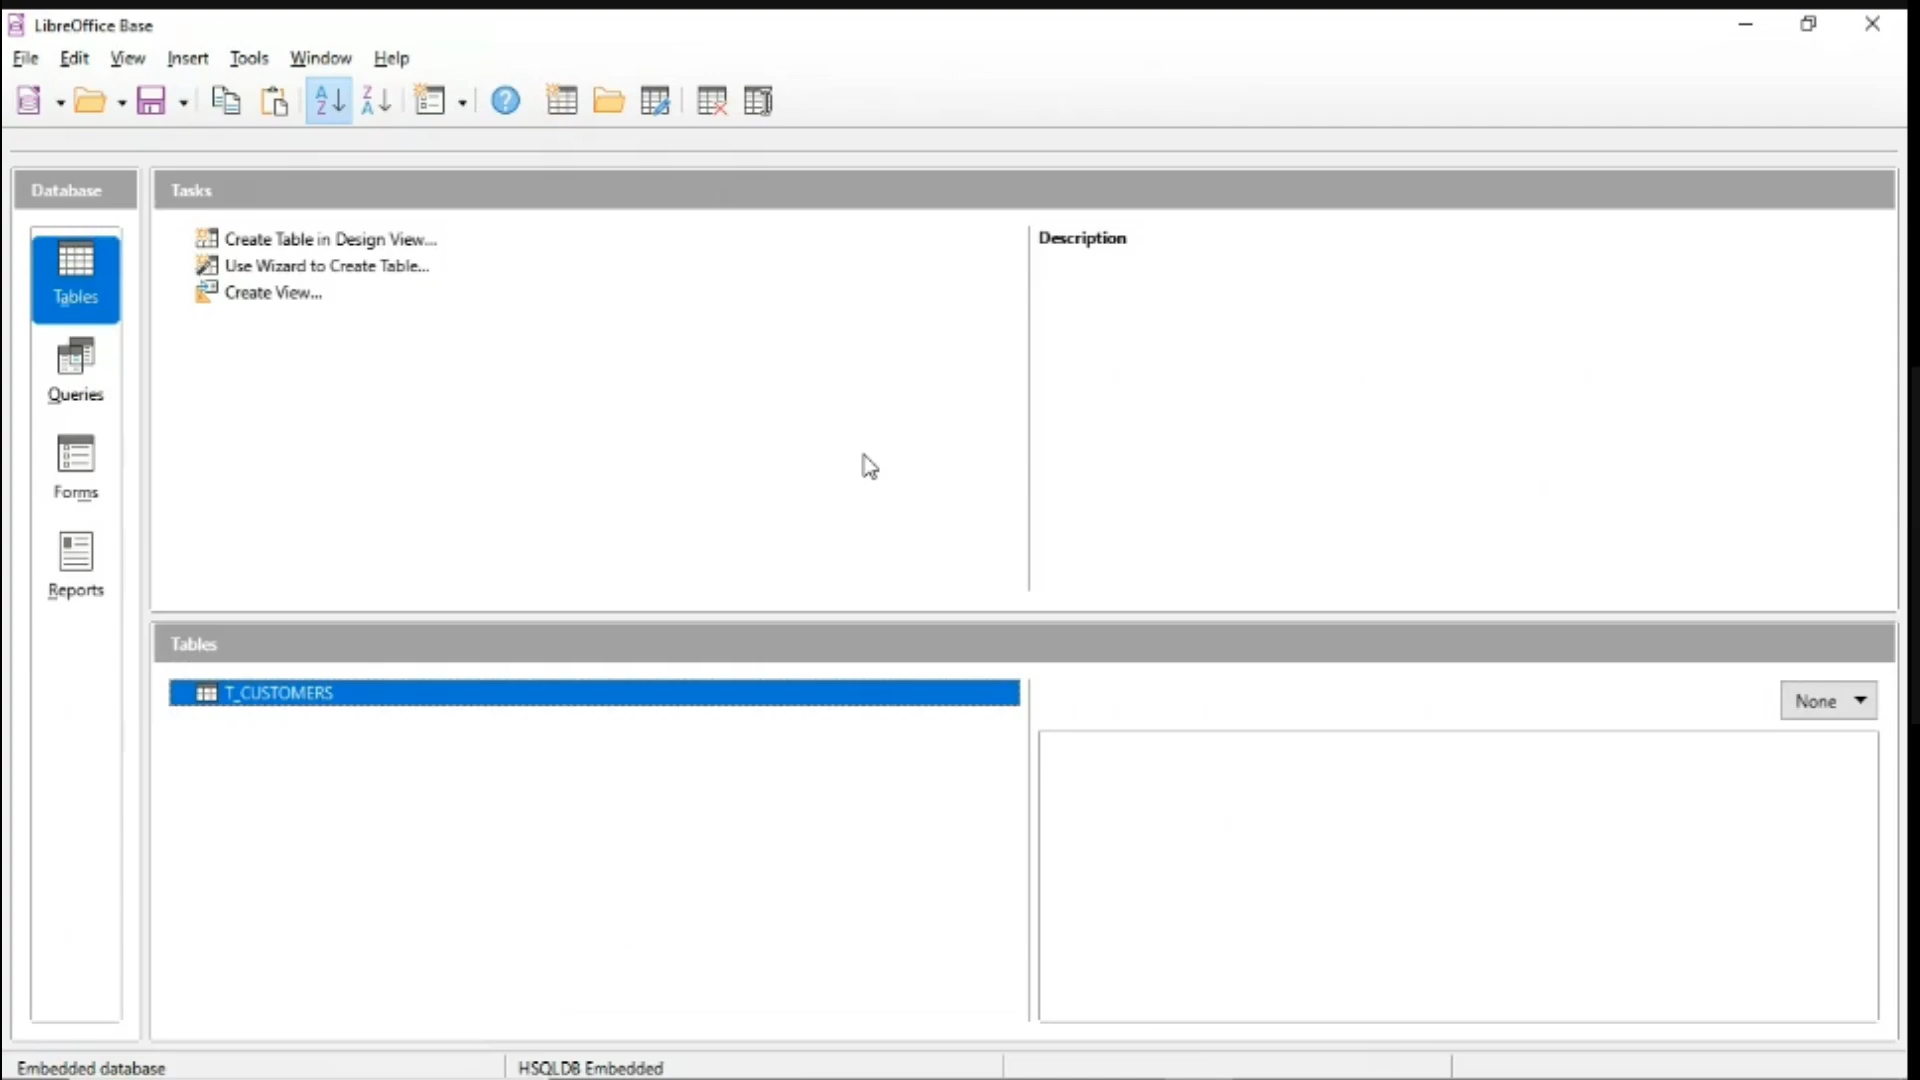 LibreOffice Base
File Edit View Insert Tools Window Help
Database
Tasks
Tables
Queries
Forms
Reports
Create Table in Design View...
Use Wizard to Create Table...
Create View...
Description
Tables
T_CUSTOMERS
None
Embedded database
HSQLDB Embedded